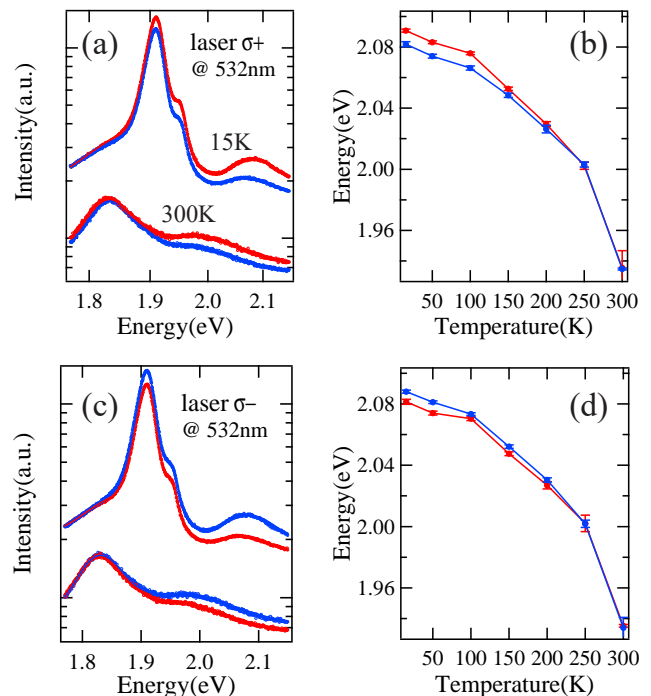 (a)
laser σ+
@ 532nm
15K
300K
Intensity(a.u.)
1.8 1.9 2.0 2.1
Energy(eV)
(b)
2.08
2.04
2.00
1.96
Energy(eV)
50 100 150 200 250 300
Temperature(K)
(c)
laser σ−
@ 532nm
Intensity(a.u.)
1.8 1.9 2.0 2.1
Energy(eV)
(d)
2.08
2.04
2.00
1.96
Energy(eV)
50 100 150 200 250 300
Temperature(K)